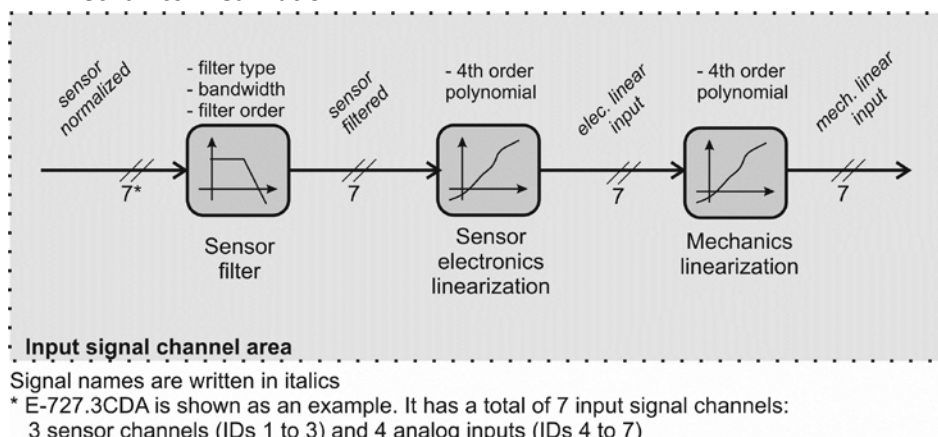 sensor
normalized
- filter type
- bandwidth
- filter order
sensor
filtered
- 4th order
polynomial
elec. linear
input
- 4th order
polynomial
mech. linear
input
7*
7
7
7
Sensor
filter
Sensor
electronics
linearization
Mechanics
linearization
Input signal channel area
Signal names are written in italics
* E-727.3CDA is shown as an example. It has a total of 7 input signal channels:
3 sensor channels (IDs 1 to 3) and 4 analog inputs (IDs 4 to 7)